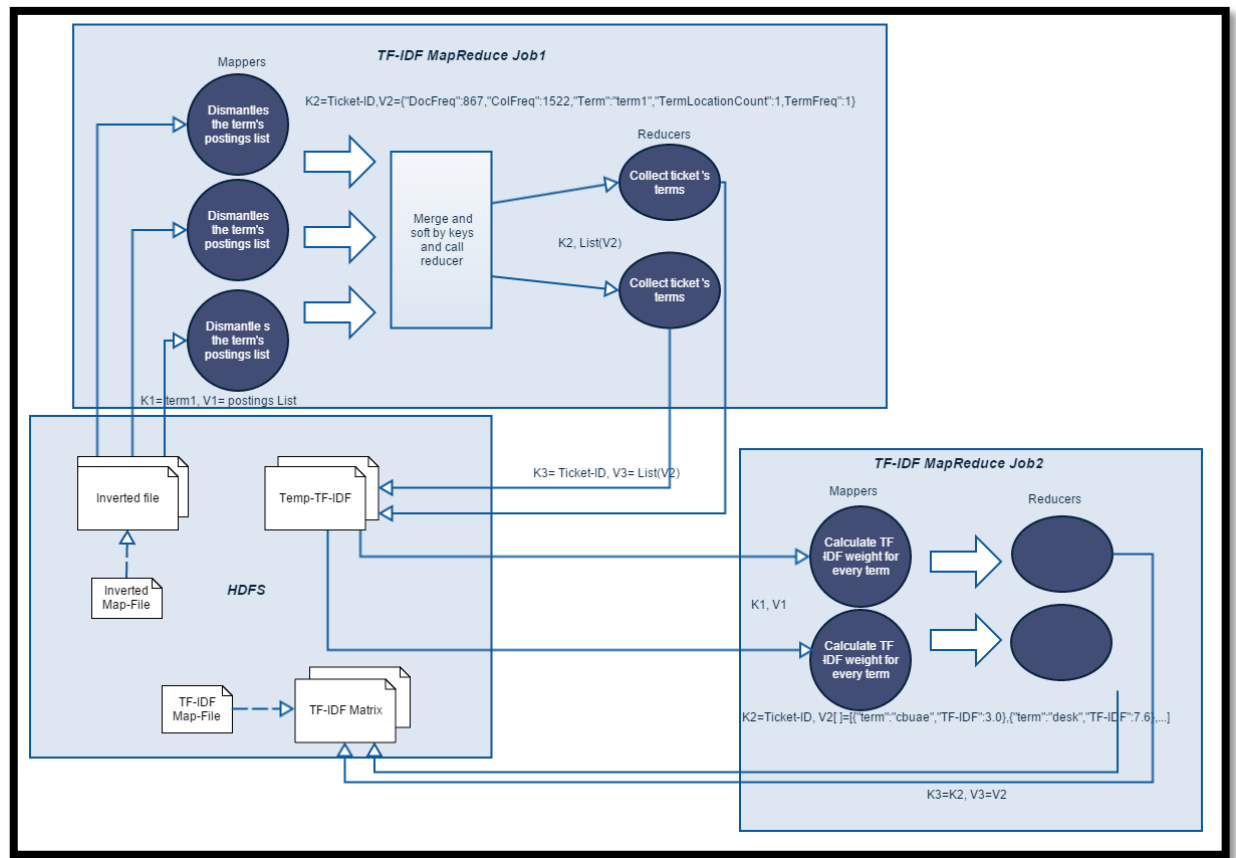 TF-IDF MapReduce Job1
Mappers
K2=Ticket-ID,V2={"DocFreq":867,"ColFreq":1522,"Term":"term1","TermLocationCount":1,TermFreq":1}
Dismantles
the term's
postings list
Reducers
Collect ticket 's
terms
Dismantles
the term's
postings list
Merge and
soft by keys
and call
reducer
K2, List(V2)
Collect ticket 's
terms
Dismantle s
the term's
postings list
K1= term1, V1= postings List
Inverted file
Temp-TF-IDF
K3= Ticket-ID, V3= List(V2)
Inverted
Map-File
HDFS
TF-IDF
Map-File
TF-IDF Matrix
TF-IDF MapReduce Job2
Mappers
Reducers
Calculate TF
-IDF weight for
every term
K1, V1
Calculate TF
-IDF weight for
every term
K2=Ticket-ID, V2[ ]=[{"term":"cbuae","TF-IDF":3.0},{"term":"desk","TF-IDF":7.6},...]
K3=K2, V3=V2